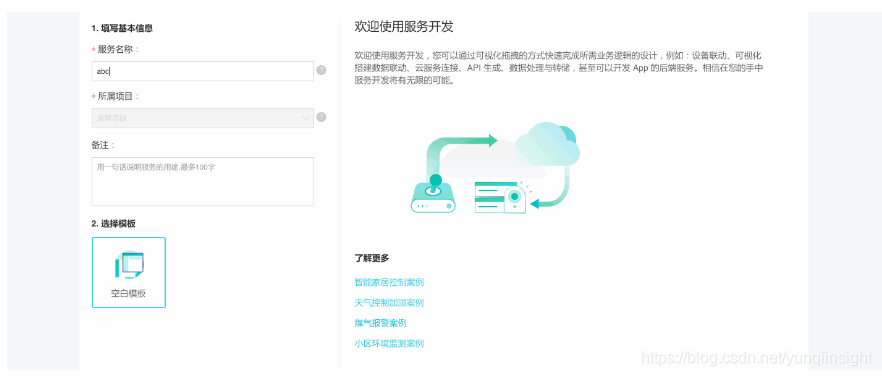 1. 填写基本信息
* 服务名称：
abc
?
* 所属项目：
?
备注：
用一句话说明服务的用途,最多100字
2. 选择模板
空白模板
欢迎使用服务开发
欢迎使用服务开发，您可以通过可视化拖拽的方式快速完成所需业务逻辑的设计，例如：设备联动、可视化
搭建数据联动、云服务连接、API 生成、数据处理与转储，甚至可以开发 App 的后端服务。相信在您的手中
服务开发将有无限的可能。
了解更多
智能家居控制案例
天气控制加湿案例
煤气报警案例
小区环境监测案例
https://blog.csdn.net/yunqiinsight